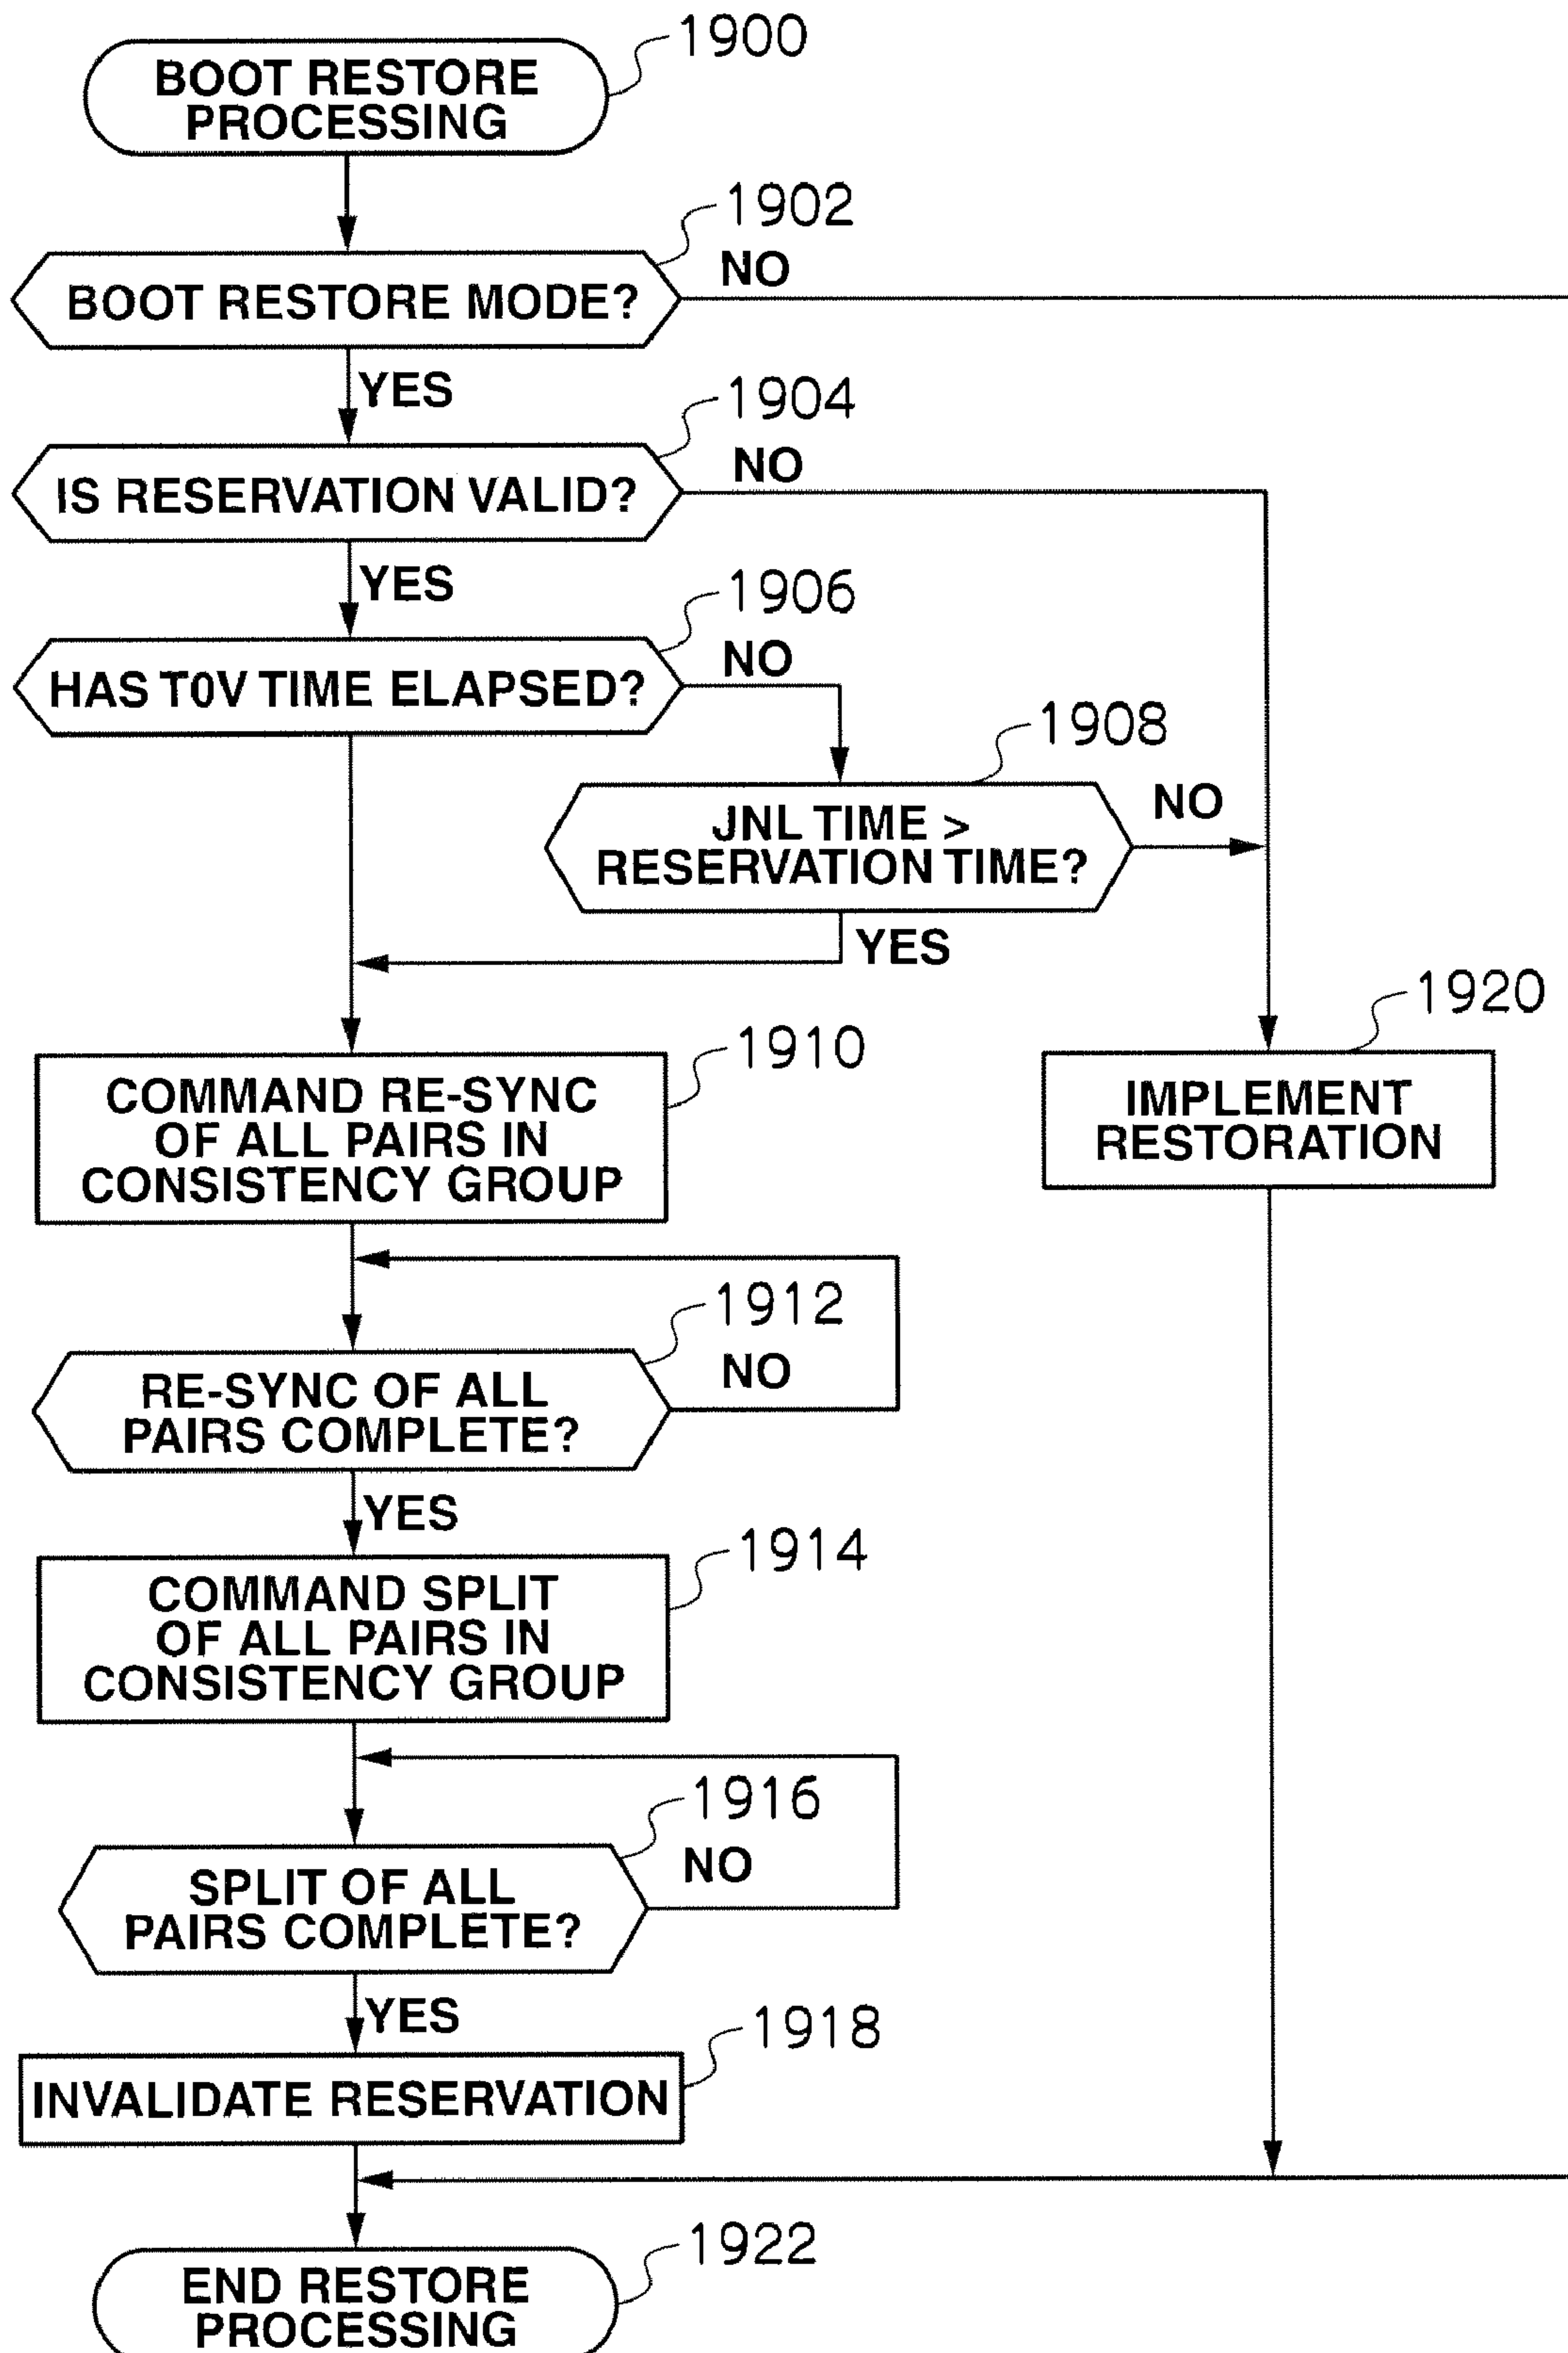 1900
BOOT RESTORE
PROCESSING
1902
NO
BOOT RESTORE MODE?
YES
1904
NO
IS RESERVATION VALID?
YES
1906
NO
HAS T0V TIME ELAPSED?
1908
JNL TIME >
RESERVATION TIME?
NO
YES
1910
COMMAND RE-SYNC
OF ALL PAIRS IN
CONSISTENCY GROUP
1920
IMPLEMENT
RESTORATION
1912
NO
RE-SYNC OF ALL
PAIRS COMPLETE?
YES
1914
COMMAND SPLIT
OF ALL PAIRS IN
CONSISTENCY GROUP
1916
NO
SPLIT OF ALL
PAIRS COMPLETE?
YES
1918
INVALIDATE RESERVATION
1922
END RESTORE
PROCESSING